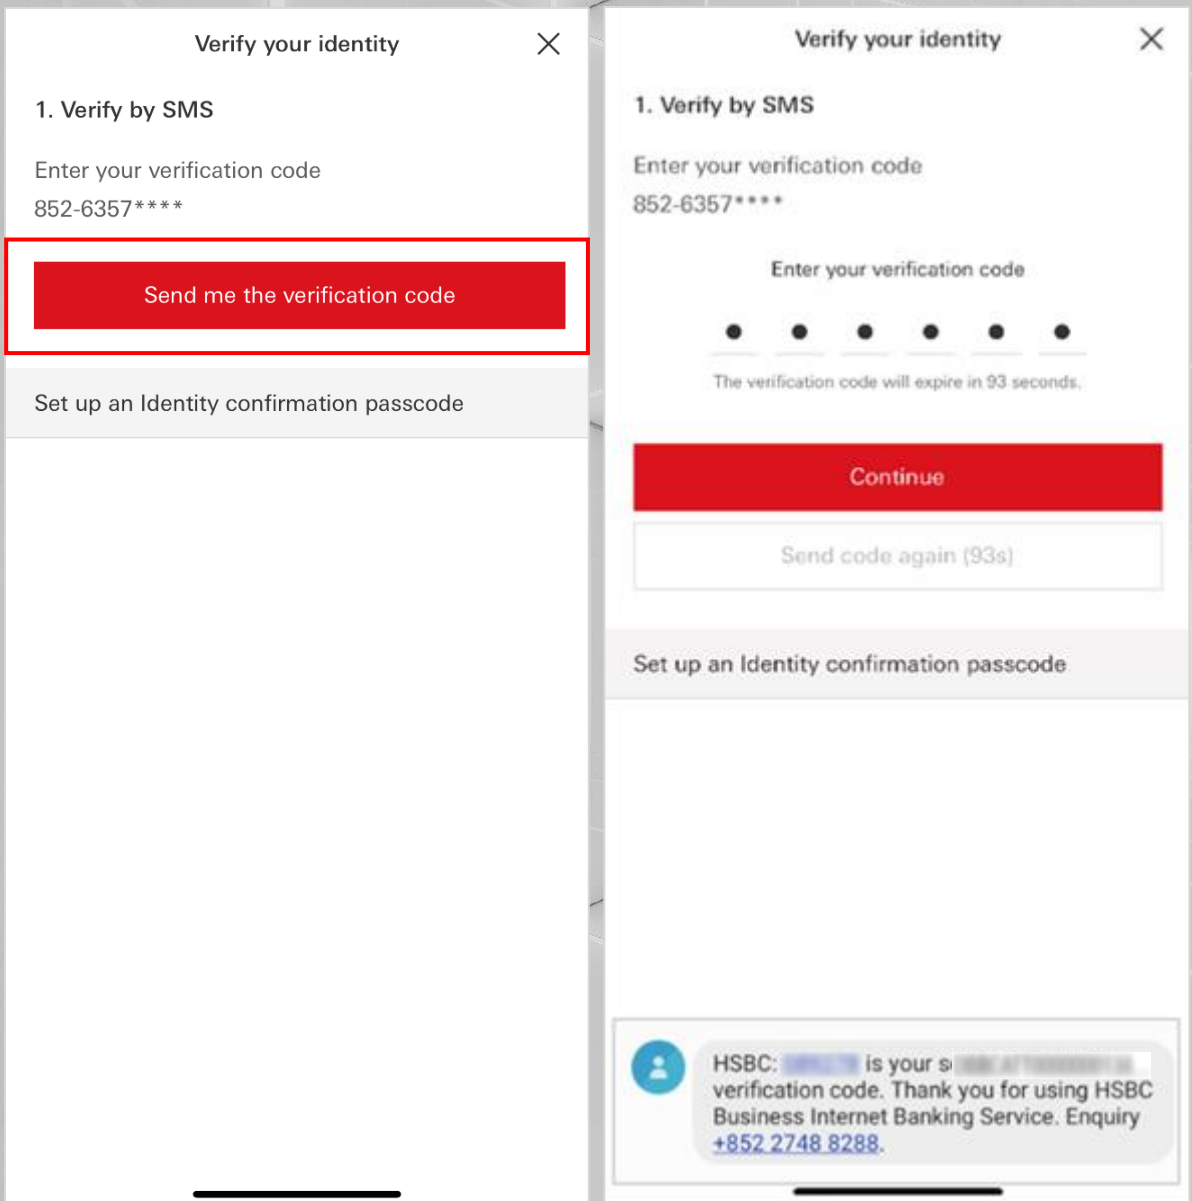 Verify your identity
1. Verify by SMS
Enter your verification code
852-6357****
Send me the verification code
Set up an Identity confirmation passcode
Verify your identity
1. Verify by SMS
Enter your verification code
852-6357****
Enter your verification code
The verification code will expire in 93 seconds.
Continue
Send code again (93s)
Set up an Identity confirmation passcode
HSBC: is your
verification code. Thank you for using HSBC
Business Internet Banking Service. Enquiry
+852 2748 8288.